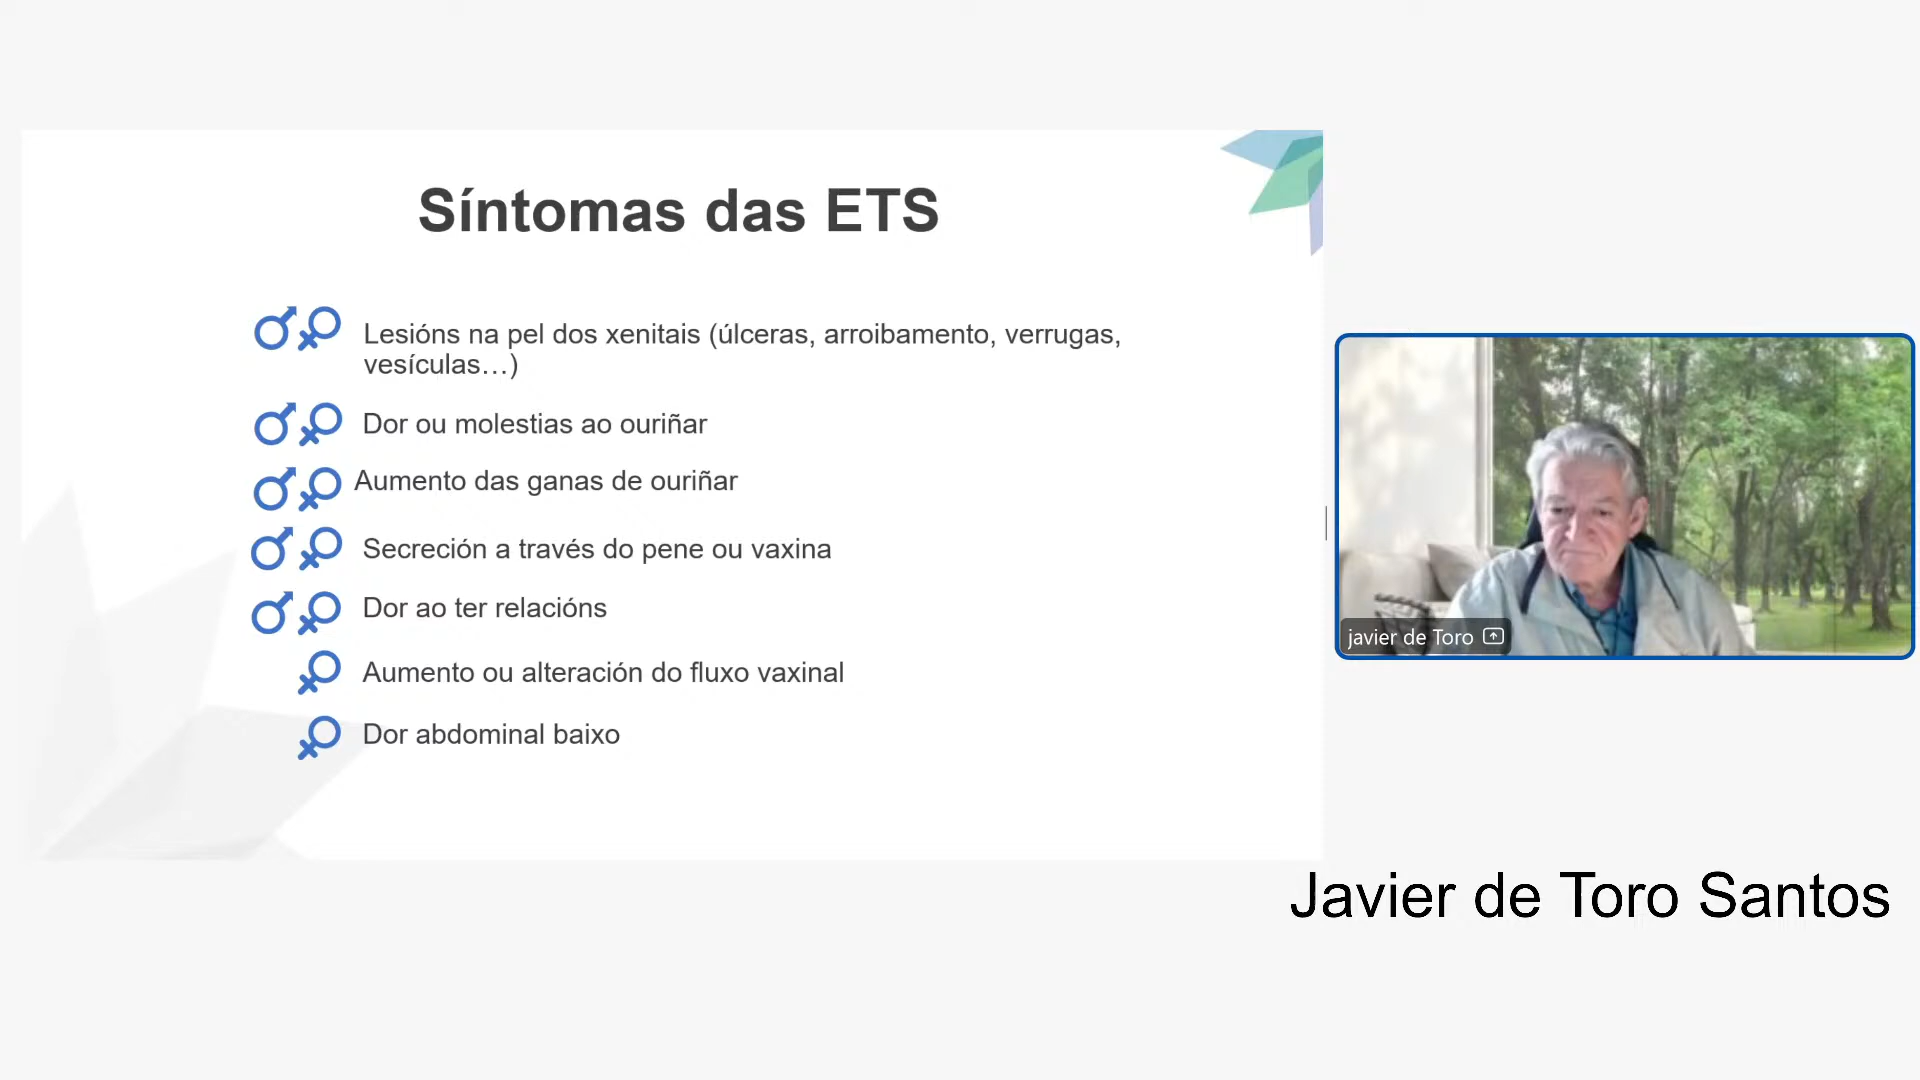 Síntomas das ETS
Lesións na pel dos xenitais (úlceras, arroibamento, verrugas,
vesículas…)
Dor ou molestias ao ouriñar
Aumento das ganas de ouriñar
Secreción a través do pene ou vaxina
Dor ao ter relacións
Aumento ou alteración do fluxo vaxinal
Dor abdominal baixo
javier de Toro
Javier de Toro Santos